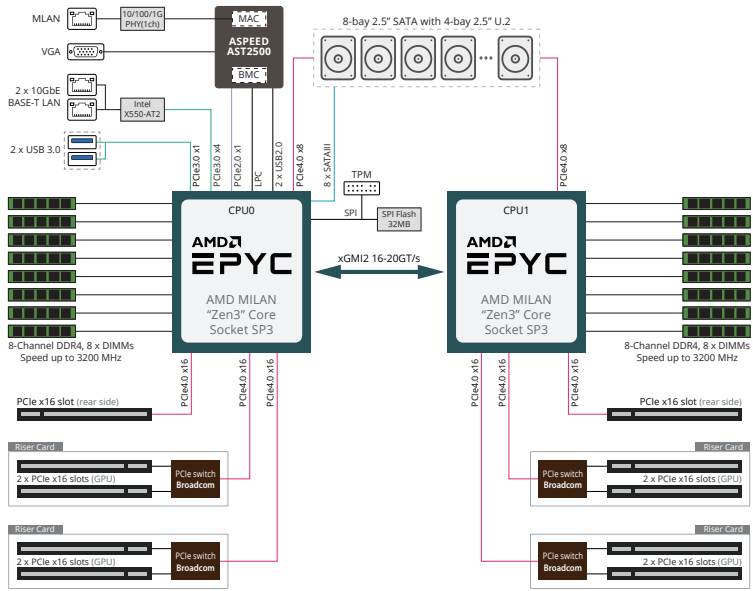 MLAN
10/100/1G
PHY(1ch)
MAC
ASPEED
AST2500
BMC
VGA
2 x 10GbE
BASE-T LAN
Intel
X550-AT2
2 x USB 3.0
8-bay 2.5” SATA with 4-bay 2.5” U.2
PCIe3.0 x1
PCIe3.0 x4
PCIe2.0 x1
LPC
2 x USB2.0
PCIe4.0 x8
8 x SATAIII
PCIe4.0 x8
TPM
SPI
SPI Flash
32MB
CPU0
AMD
EPYC
AMD MILAN
“Zen3” Core
Socket SP3
xGMI2 16-20GT/s
CPU1
AMD
EPYC
AMD MILAN
“Zen3” Core
Socket SP3
8-Channel DDR4, 8 x DIMMs
Speed up to 3200 MHz
8-Channel DDR4, 8 x DIMMs
Speed up to 3200 MHz
PCIe4.0 x16
PCIe4.0 x16
PCIe4.0 x16
PCIe4.0 x16
PCIe4.0 x16
PCIe4.0 x16
PCIe x16 slot (rear side)
PCIe x16 slot (rear side)
Riser Card
2 x PCIe x16 slots (GPU)
PCIe switch
Broadcom
Riser Card
PCIe switch
Broadcom
2 x PCIe x16 slots (GPU)
Riser Card
2 x PCIe x16 slots (GPU)
PCIe switch
Broadcom
Riser Card
PCIe switch
Broadcom
2 x PCIe x16 slots (GPU)